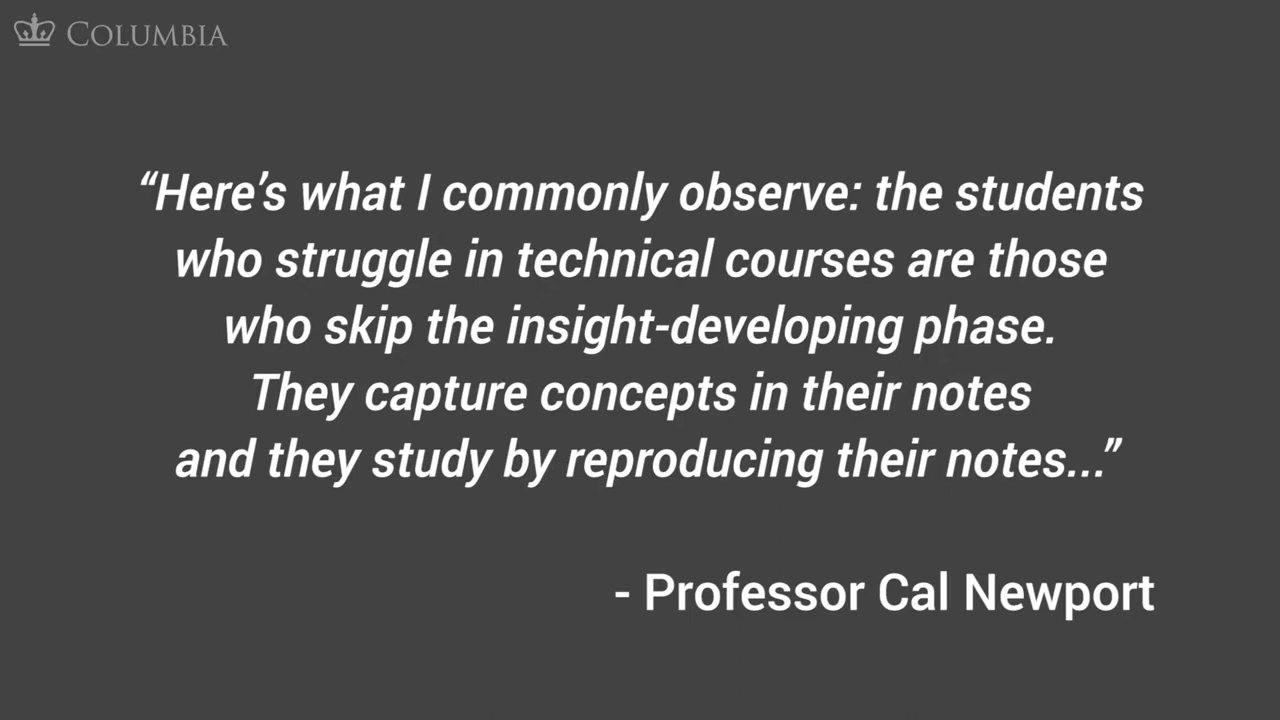 COLUMBIA
“Here’s what I commonly observe: the students
who struggle in technical courses are those
who skip the insight-developing phase.
They capture concepts in their notes
and they study by reproducing their notes...”
- Professor Cal Newport